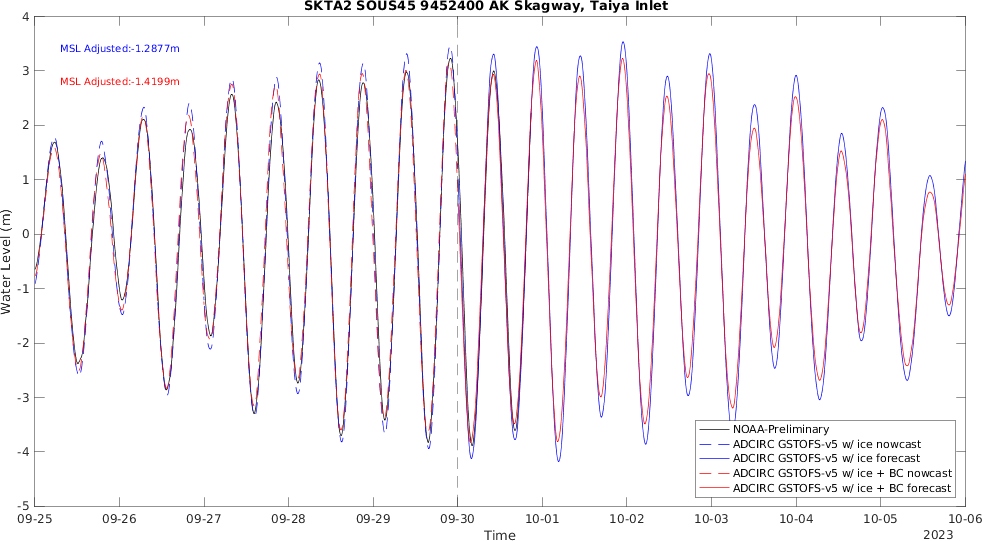 SKTA2 SOUS45 9452400 AK Skagway, Taiya Inlet
MSL Adjusted:-1.2877m
MSL Adjusted:-1.4199m
Water Level (m)
4
3
2
1
0
-1
-2
-3
-4
-5
NOAA-Preliminary
ADCIRC GSTOFS-v5 w/ ice nowcast
ADCIRC GSTOFS-v5 w/ ice forecast
ADCIRC GSTOFS-v5 w/ ice + BC nowcast
ADCIRC GSTOFS-v5 w/ ice + BC forecast
09-25 09-26 09-27 09-28 09-29 09-30 10-01 10-02 10-03 10-04 10-05 10-06
Time
2023